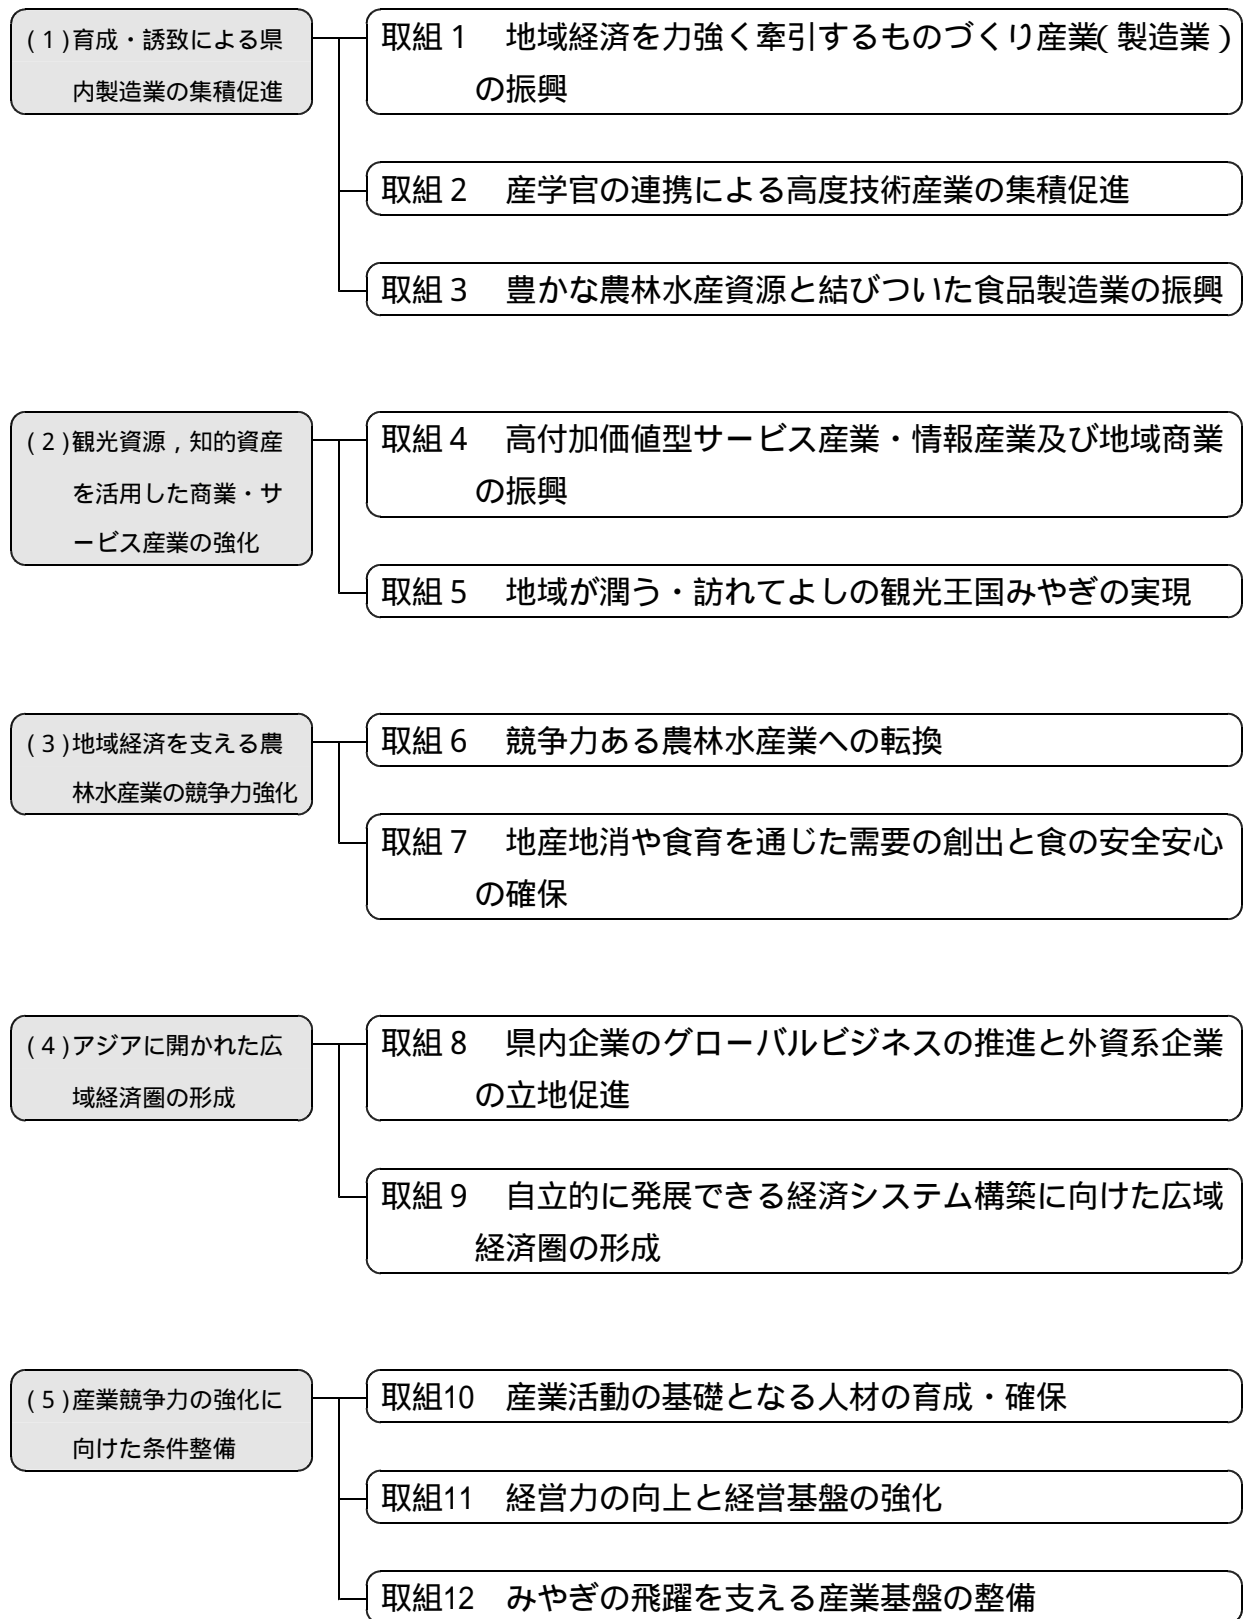 (1)育成・誘致による県
内製造業の集積促進
取組1　地域経済を力強く牽引するものづくり産業(製造業)
の振興
取組2　産学官の連携による高度技術産業の集積促進
取組3　豊かな農林水産資源と結びついた食品製造業の振興
(2)観光資源,知的資産
を活用した商業・サ
ービス産業の強化
取組4　高付加価値型サービス産業・情報産業及び地域商業
の振興
取組5　地域が潤う・訪れてよしの観光王国みやぎの実現
(3)地域経済を支える農
林水産業の競争力強化
取組6　競争力ある農林水産業への転換
取組7　地産地消や食育を通じた需要の創出と食の安全安心
の確保
(4)アジアに開かれた広
域経済圏の形成
取組8　県内企業のグローバルビジネスの推進と外資系企業
の立地促進
取組9　自立的に発展できる経済システム構築に向けた広域
経済圏の形成
(5)産業競争力の強化に
向けた条件整備
取組10　産業活動の基礎となる人材の育成・確保
取組11　経営力の向上と経営基盤の強化
取組12　みやぎの飛躍を支える産業基盤の整備